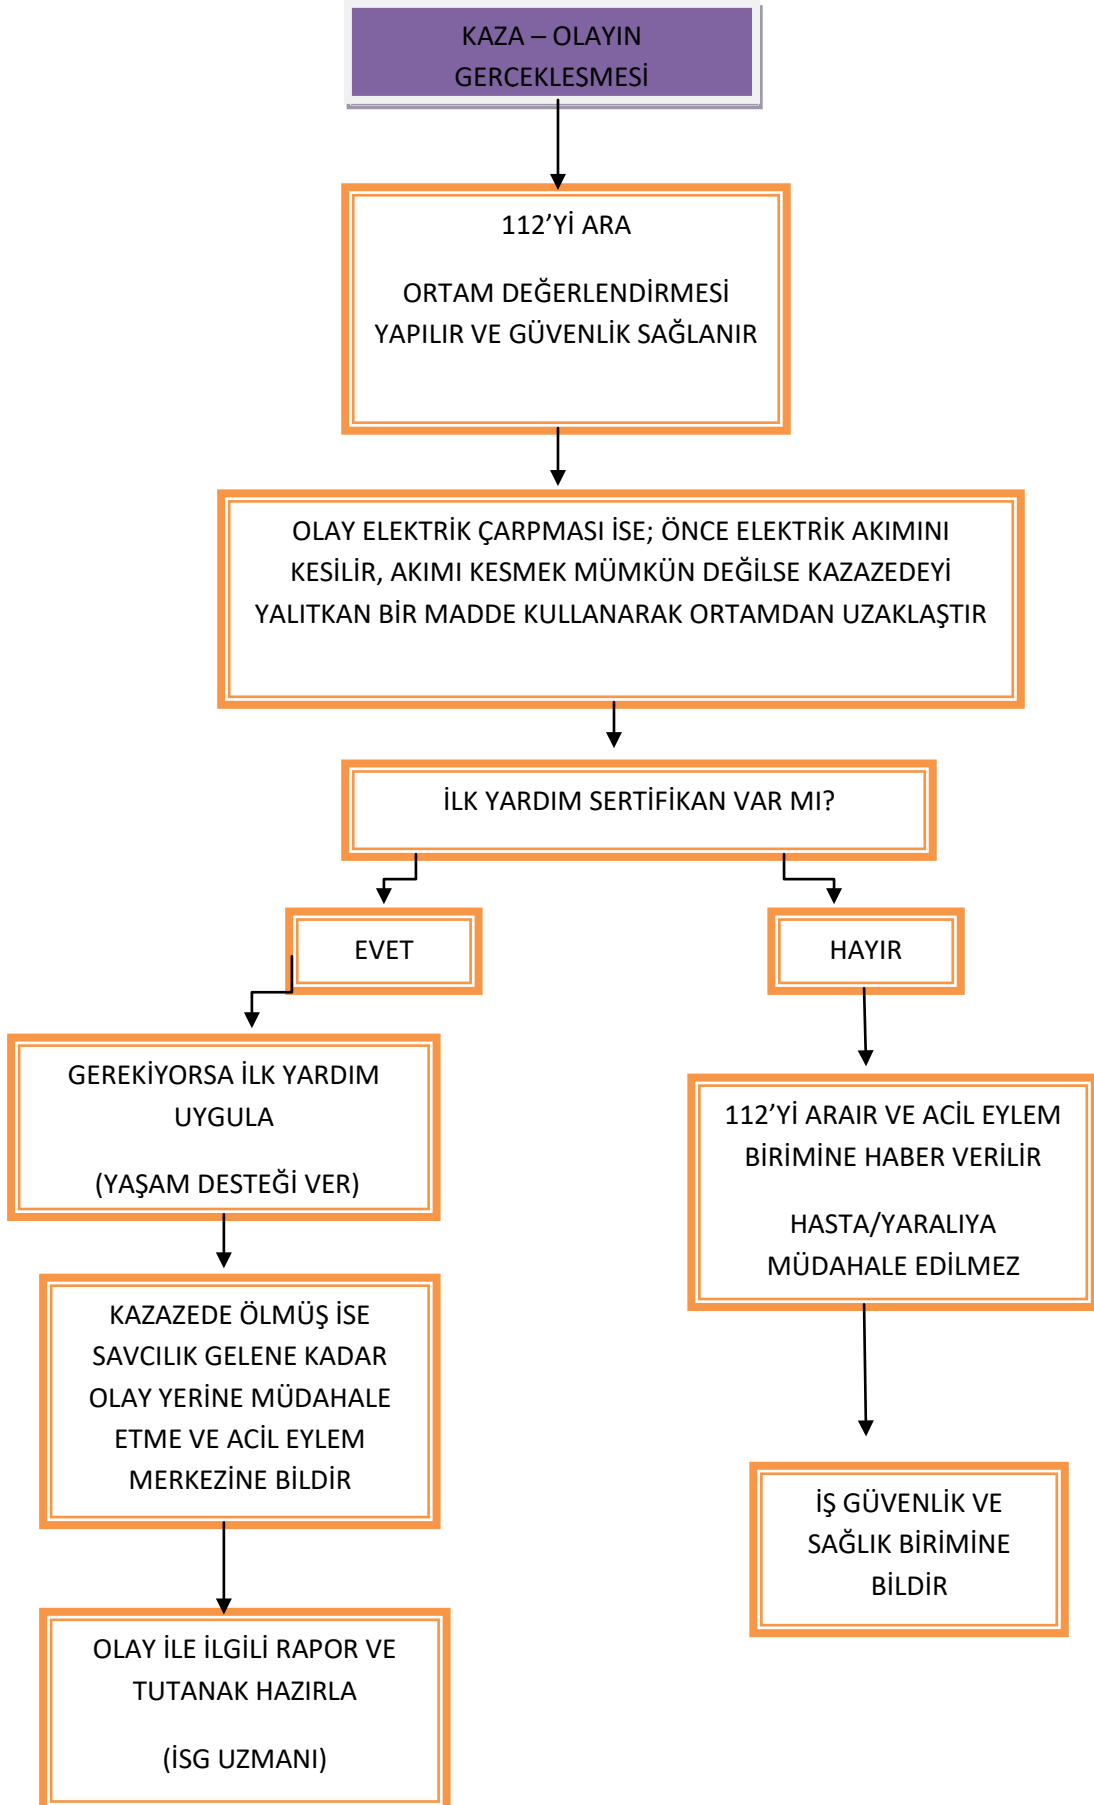 KAZA – OLAYIN
GERCEKLESMESİ
112’Yİ ARA
ORTAM DEĞERLENDİRMESİ
YAPILIR VE GÜVENLİK SAĞLANIR
OLAY ELEKTRİK ÇARPMASI İSE; ÖNCE ELEKTRİK AKIMINI
KESİLİR, AKIMI KESMEK MÜMKÜN DEĞİLSE KAZAZEDEYİ
YALITKAN BİR MADDE KULLANARAK ORTAMDAN UZAKLAŞTIR
İLK YARDIM SERTİFİKAN VAR MI?
EVET
HAYIR
GEREKİYORSA İLK YARDIM
UYGULA
(YAŞAM DESTEĞİ VER)
112’Yİ ARAIR VE ACİL EYLEM
BİRİMİNE HABER VERİLİR
HASTA/YARALIYA
MÜDAHALE EDİLMEZ
KAZAZEDE ÖLMÜŞ İSE
SAVCILIK GELENE KADAR
OLAY YERİNE MÜDAHALE
ETME VE ACİL EYLEM
MERKEZİNE BİLDİR
İŞ GÜVENLİK VE
SAĞLIK BİRİMİNE
BİLDİR
OLAY İLE İLGİLİ RAPOR VE
TUTANAK HAZIRLA
(İSG UZMANI)